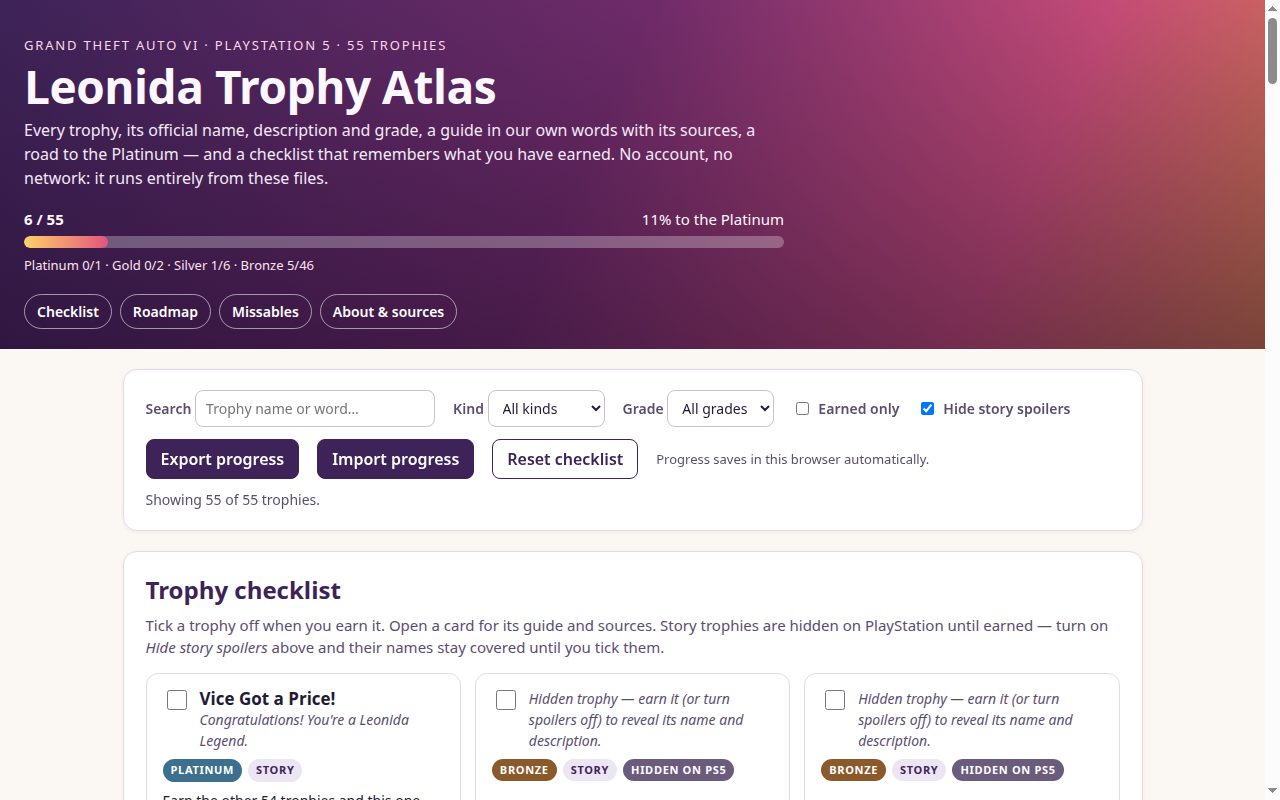 GRAND THEFT AUTO VI · PLAYSTATION 5 · 55 TROPHIES
Leonida Trophy Atlas
Every trophy, its official name, description and grade, a guide in our own words with its sources, a
road to the Platinum — and a checklist that remembers what you have earned. No account, no
network: it runs entirely from these files.
6 / 55 11% to the Platinum
Platinum 0/1 · Gold 0/2 · Silver 1/6 · Bronze 5/46
Checklist Roadmap Missables About & sources
Search Trophy name or word... Kind All kinds Grade All grades Earned only Hide story spoilers
Export progress Import progress Reset checklist Progress saves in this browser automatically.
Showing 55 of 55 trophies.
Trophy checklist
Tick a trophy off when you earn it. Open a card for its guide and sources. Story trophies are hidden on PlayStation until earned — turn on
Hide story spoilers above and their names stay covered until you tick them.
Vice Got a Price!
Congratulations! You're a Leonida
Legend.
PLATINUM STORY
Hidden trophy — earn it (or turn
spoilers off) to reveal its name and
description.
BRONZE STORY HIDDEN ON PS5
Hidden trophy — earn it (or turn
spoilers off) to reveal its name and
description.
BRONZE STORY HIDDEN ON PS5
Earn the other 54 trophies and this one